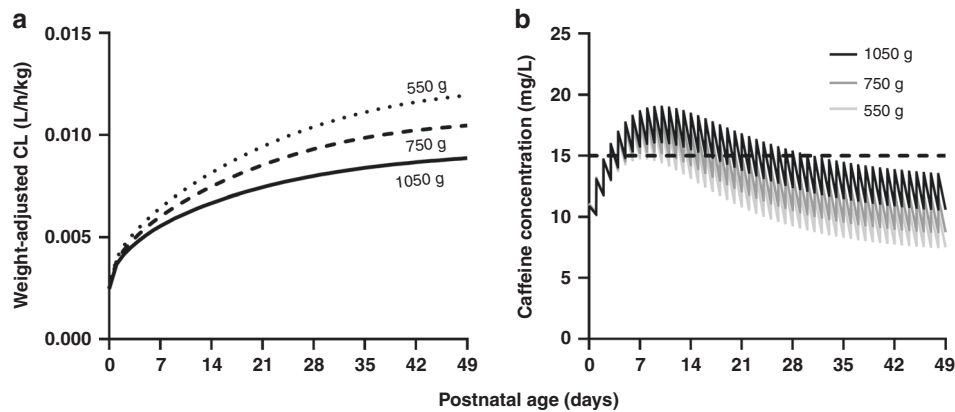 a
Weight-adjusted CL (L/h/kg)
0.015
0.010
0.005
0.000
550 g
750 g
1050 g
0 7 14 21 28 35 42 49
b
Caffeine concentration (mg/L)
25
20
15
10
5
0
1050 g
750 g
550 g
0 7 14 21 28 35 42 49
Postnatal age (days)